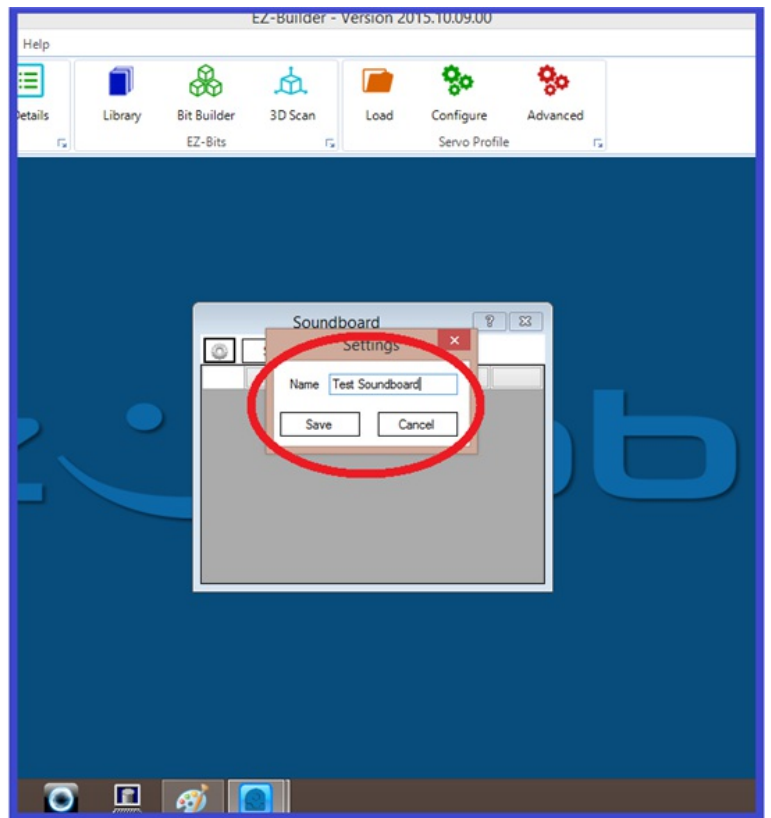 EZ-Builder - Version 2015.10.09.00
Help
Details Library Bit Builder 3D Scan Load Configure Advanced
EZ-Bits Servo Profile
Soundboard
Settings
Name Test Soundboard
Save Cancel